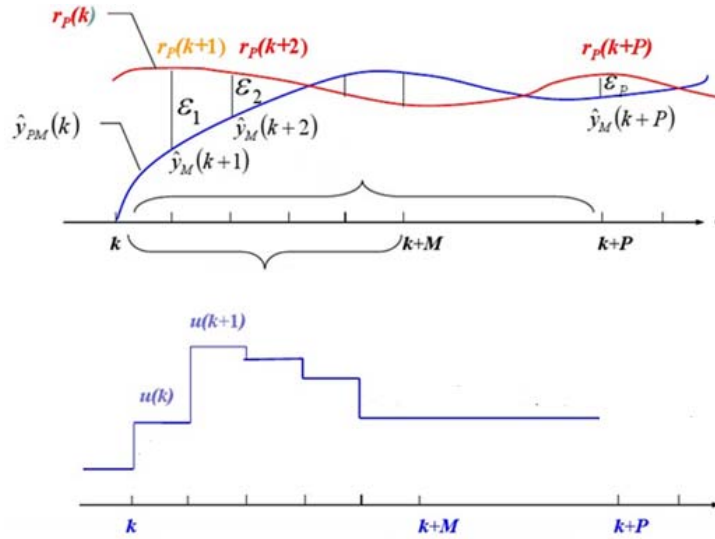 r_P(k)
r_P(k+1) r_P(k+2) r_P(k+P)
ε_1 ε_2 ε_P
ŷ_PM(k) ŷ_M(k+1) ŷ_M(k+2) ŷ_M(k+P)
k k+M k+P
u(k+1)
u(k)
k k+M k+P